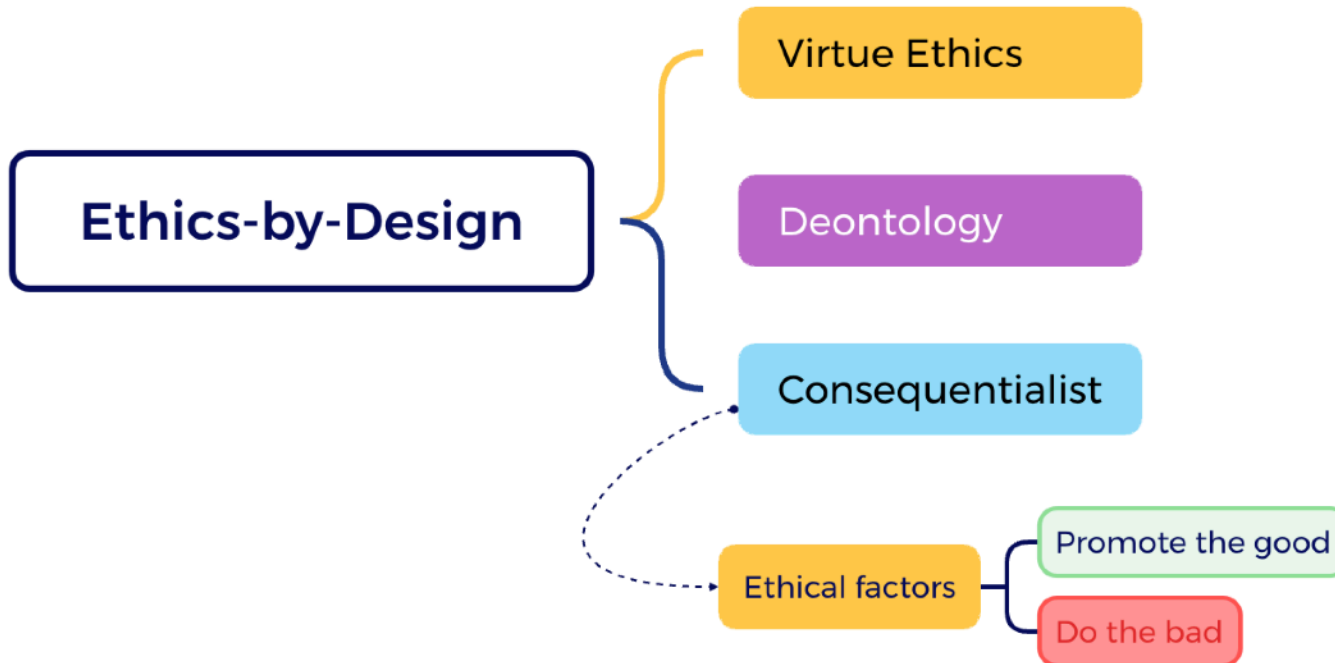 Virtue Ethics
Ethics-by-Design
Deontology
Consequentialist
Promote the good
Ethical factors
Do the bad